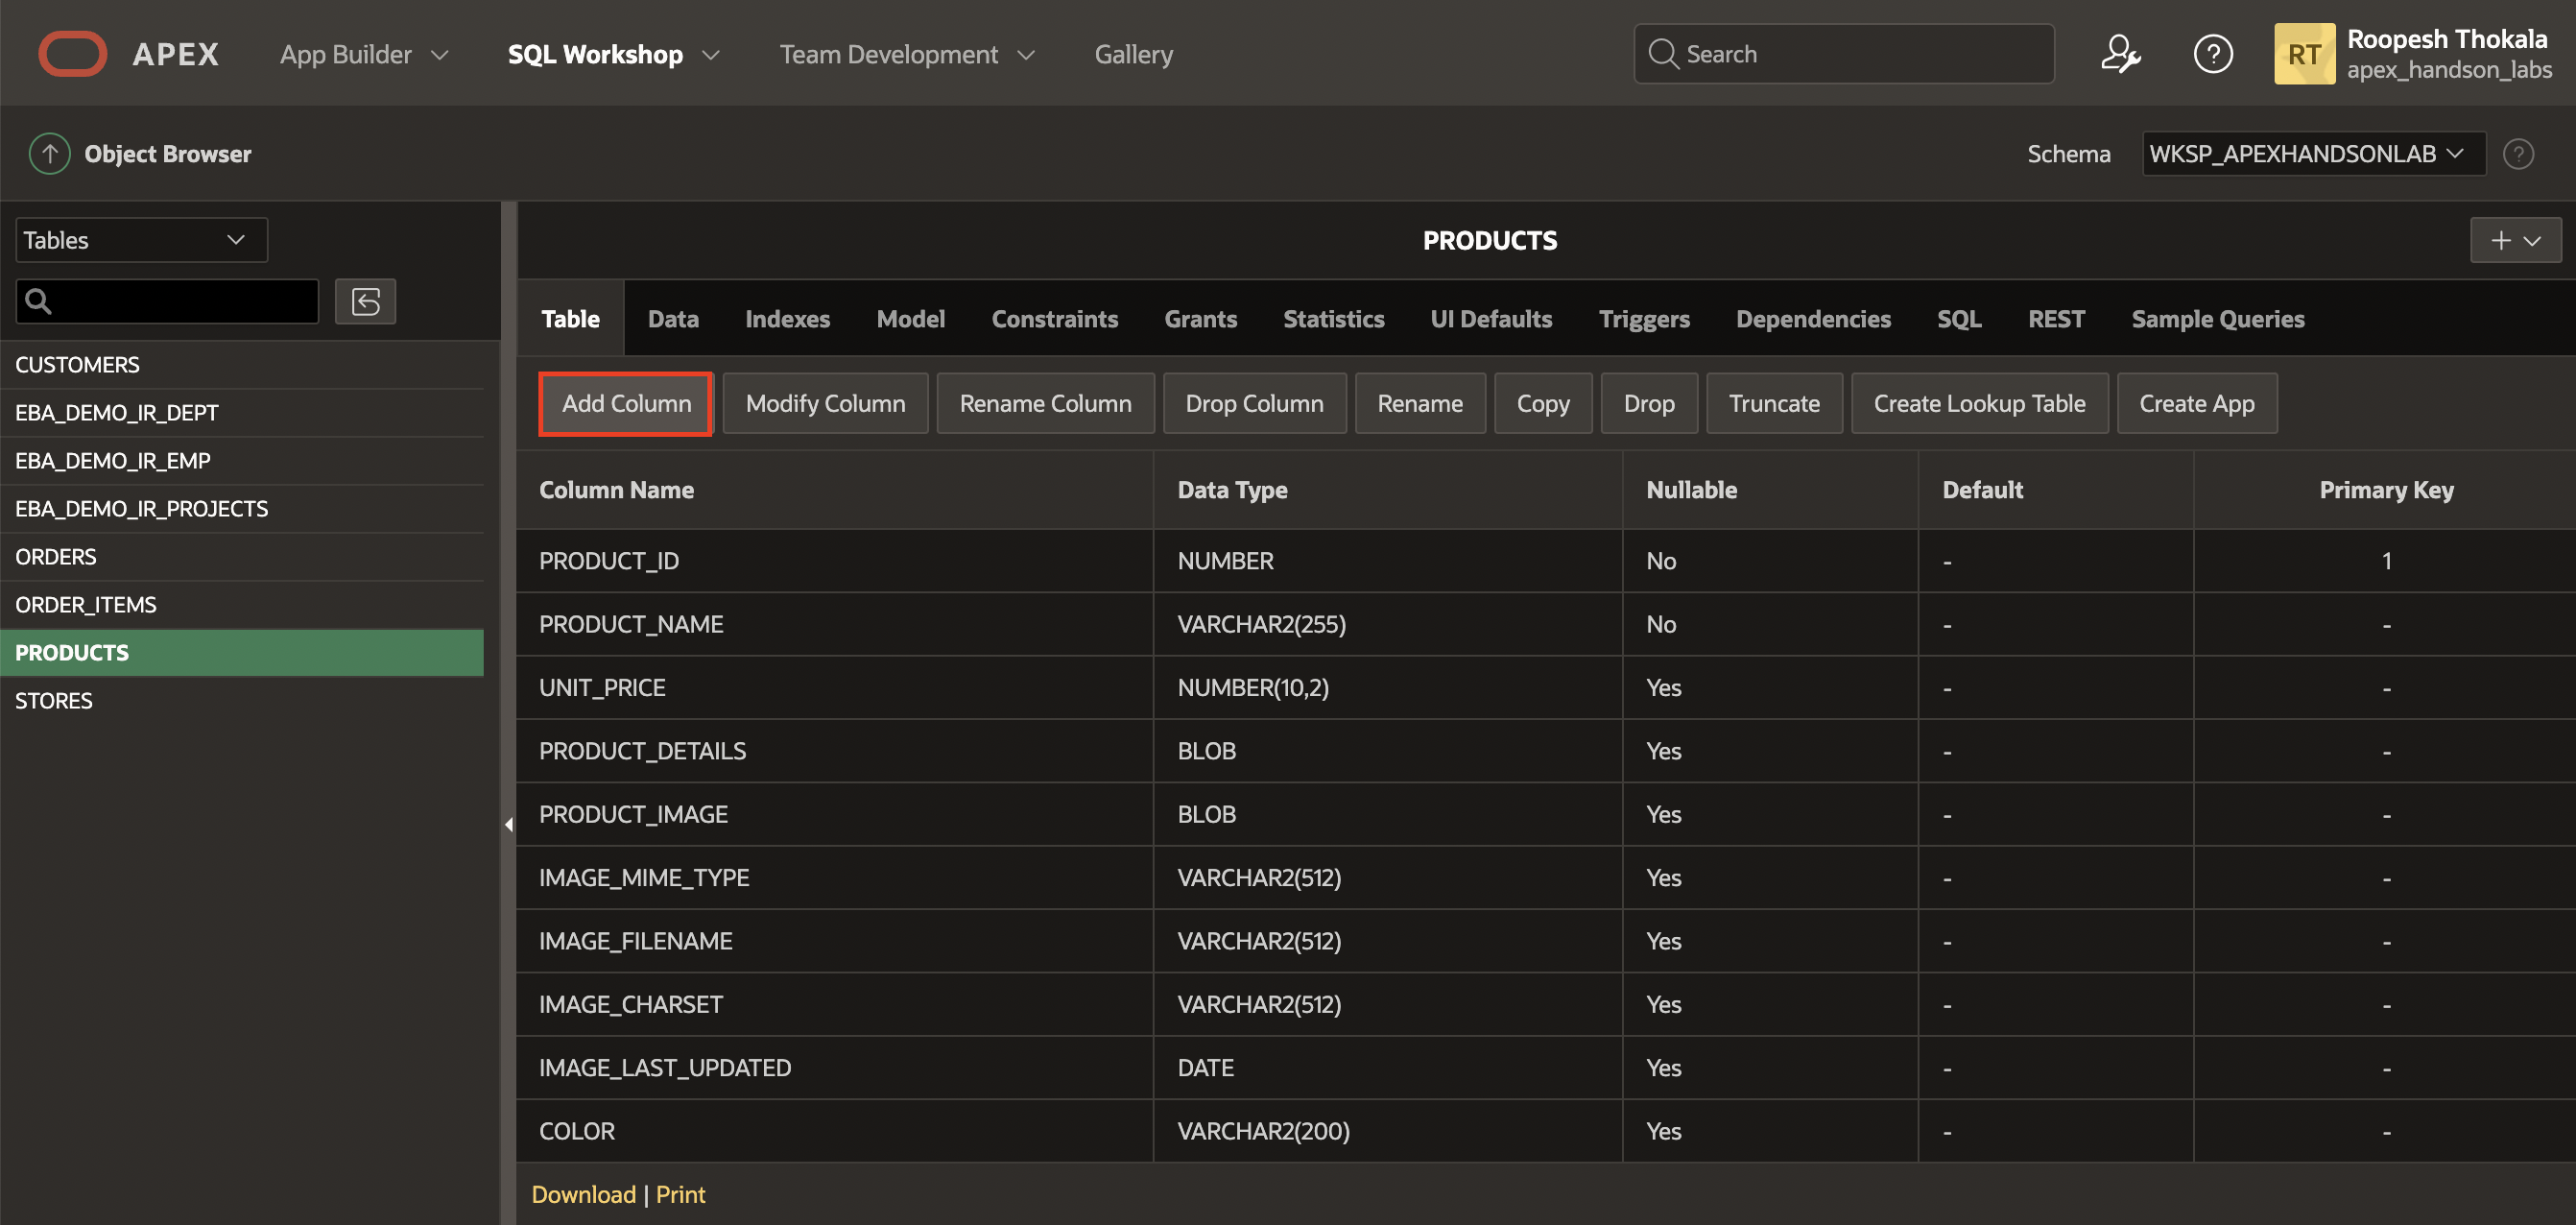 APEX App Builder SQL Workshop Team Development Gallery Search ? RT Roopesh Thokala
apex_handson_labs
Object Browser Schema WKSP_APEXHANDSONLAB ?
Tables
CUSTOMERS
EBA_DEMO_IR_DEPT
EBA_DEMO_IR_EMP
EBA_DEMO_IR_PROJECTS
ORDERS
ORDER_ITEMS
PRODUCTS
STORES
PRODUCTS
Table Data Indexes Model Constraints Grants Statistics UI Defaults Triggers Dependencies SQL REST Sample Queries
Add Column Modify Column Rename Column Drop Column Rename Copy Drop Truncate Create Lookup Table Create App
Column Name Data Type Nullable Default Primary Key
PRODUCT_ID NUMBER No - 1
PRODUCT_NAME VARCHAR2(255) No - -
UNIT_PRICE NUMBER(10,2) Yes - -
PRODUCT_DETAILS BLOB Yes - -
PRODUCT_IMAGE BLOB Yes - -
IMAGE_MIME_TYPE VARCHAR2(512) Yes - -
IMAGE_FILENAME VARCHAR2(512) Yes - -
IMAGE_CHARSET VARCHAR2(512) Yes - -
IMAGE_LAST_UPDATED DATE Yes - -
COLOR VARCHAR2(200) Yes - -
Download | Print